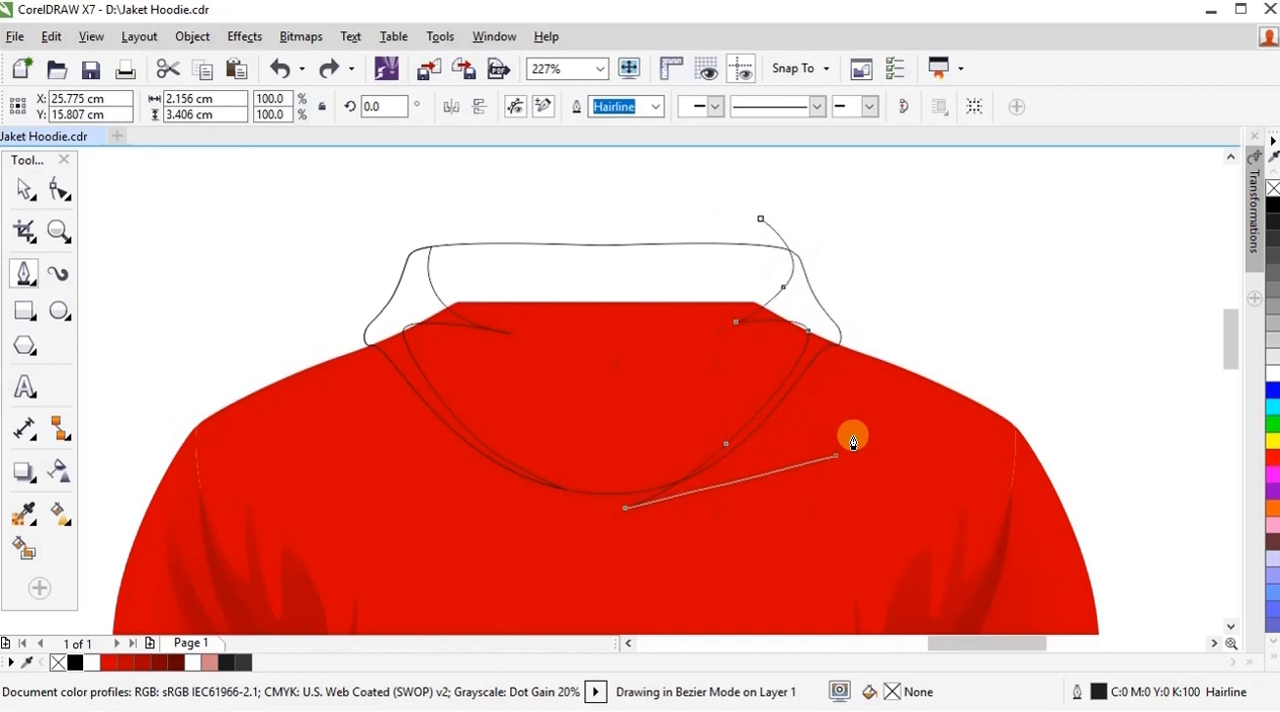 CorelDRAW X7 - D:\Jaket Hoodie.cdr
File Edit View Layout Object Effects Bitmaps Text Table Tools Window Help
227% Snap To
X: 25.775 cm 2.156 cm 100.0 % 0.0 ° Hairline
Y: 15.807 cm 3.406 cm 100.0 %
Jaket Hoodie.cdr
Tool...
Transformations
1 of 1 Page 1
Document color profiles: RGB: sRGB IEC61966-2.1; CMYK: U.S. Web Coated (SWOP) v2; Grayscale: Dot Gain 20% Drawing in Bezier Mode on Layer 1 None C:0 M:0 Y:0 K:100 Hairline